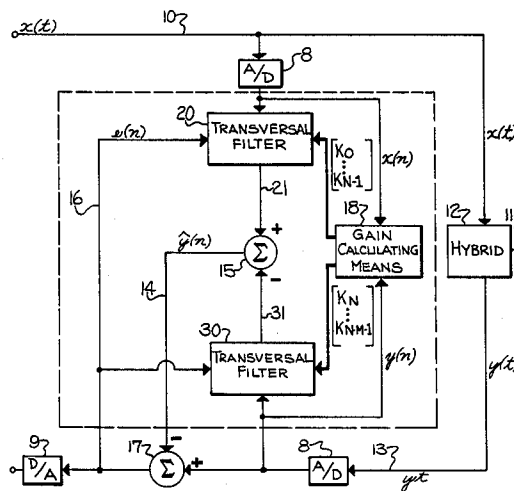 x(t)
10
A/D
8
20
TRANSVERSAL
FILTER
e(n)
[K0
⋮
KN-1]
x(n)
x(t)
16
21
18
12
11
ŷ(n)
+
Σ
15
-
GAIN
CALCULATING
MEANS
HYBRID
14
31
[KN
⋮
KN-M-1]
30
TRANSVERSAL
FILTER
y(n)
y(t)
9
D/A
17
-
Σ
+
8
A/D
13
yt